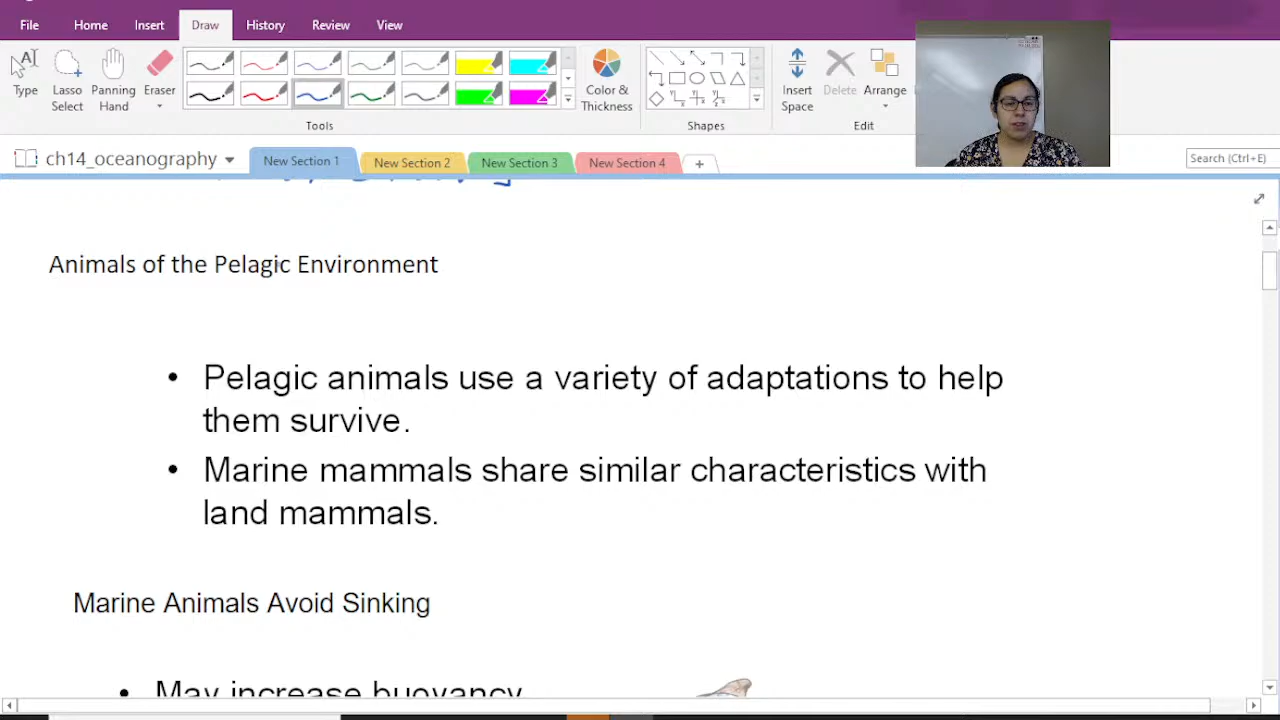 File Home Insert Draw History Review View
Type Lasso Select Panning Hand Eraser Color & Thickness Insert Space Delete Arrange
Tools Shapes Edit
ch14_oceanography New Section 1 New Section 2 New Section 3 New Section 4 + Search (Ctrl+E)
Animals of the Pelagic Environment
• Pelagic animals use a variety of adaptations to help
them survive.
• Marine mammals share similar characteristics with
land mammals.
Marine Animals Avoid Sinking
• May increase buoyancy